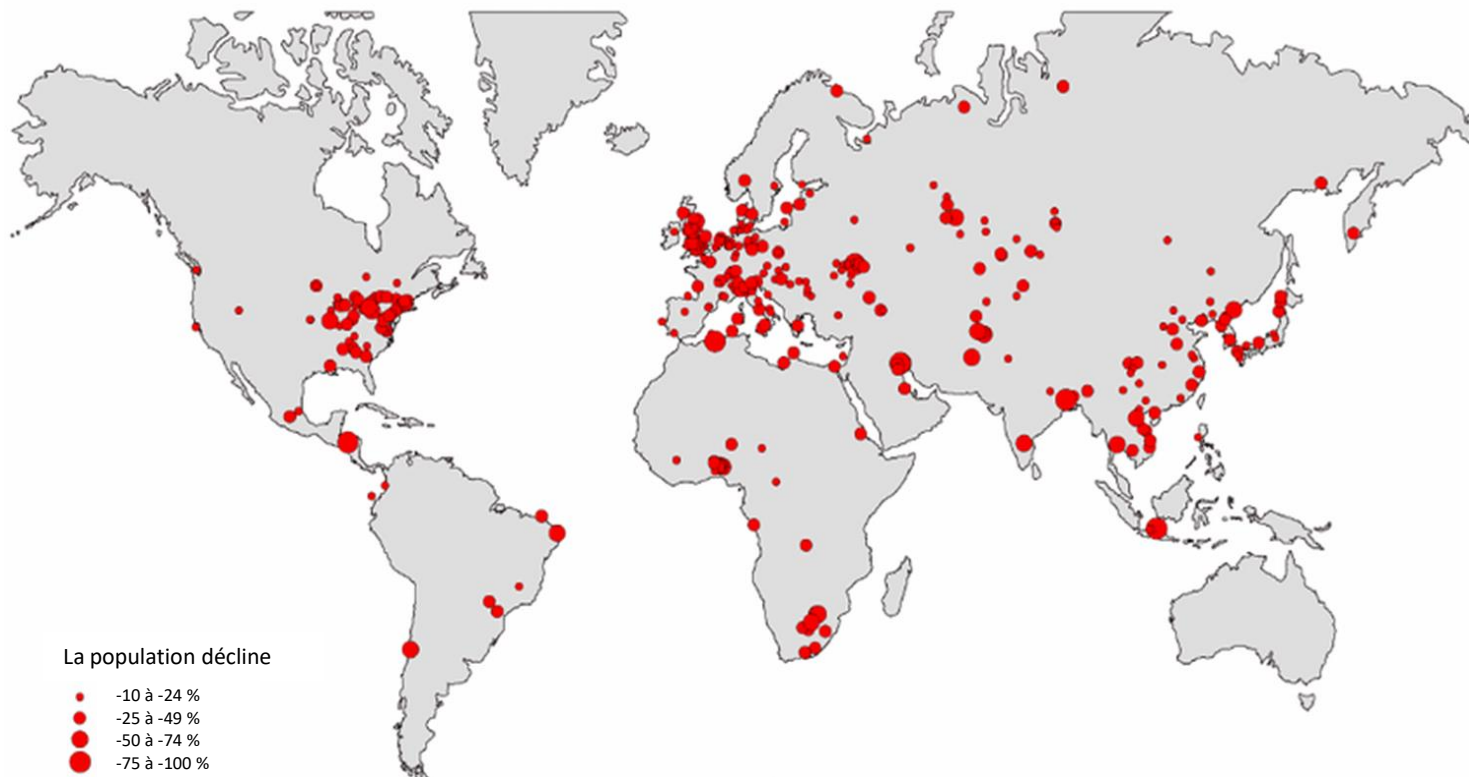 La population décline
-10 à -24 %
-25 à -49 %
-50 à -74 %
-75 à -100 %